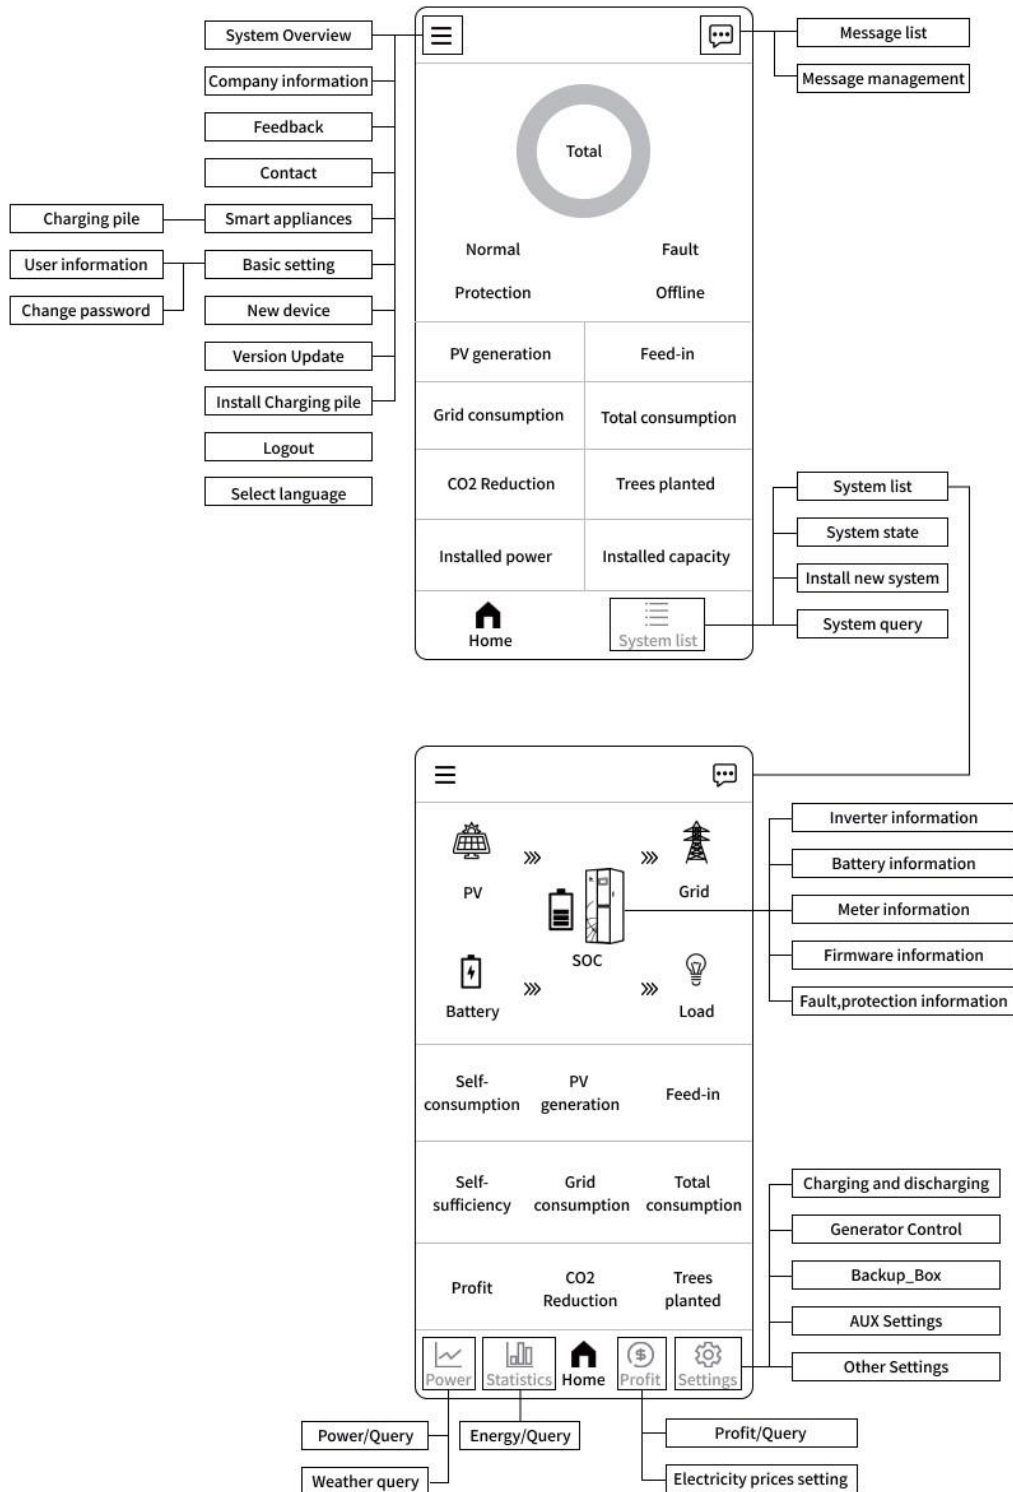 System Overview
Company information
Feedback
Contact
Charging pile
Smart appliances
User information
Basic setting
Change password
New device
Version Update
Install Charging pile
Logout
Select language
Message list
Message management
Total
Normal
Fault
Protection
Offline
PV generation
Feed-in
Grid consumption
Total consumption
CO2 Reduction
Trees planted
Installed power
Installed capacity
Home
System list
System list
System state
Install new system
System query
PV
Grid
SOC
Battery
Load
Inverter information
Battery information
Meter information
Firmware information
Fault,protection information
Self-
consumption
PV
generation
Feed-in
Self-
sufficiency
Grid
consumption
Total
consumption
Profit
CO2
Reduction
Trees
planted
Power
Statistics
Home
Profit
Settings
Charging and discharging
Generator Control
Backup_Box
AUX Settings
Other Settings
Power/Query
Weather query
Energy/Query
Profit/Query
Electricity prices setting